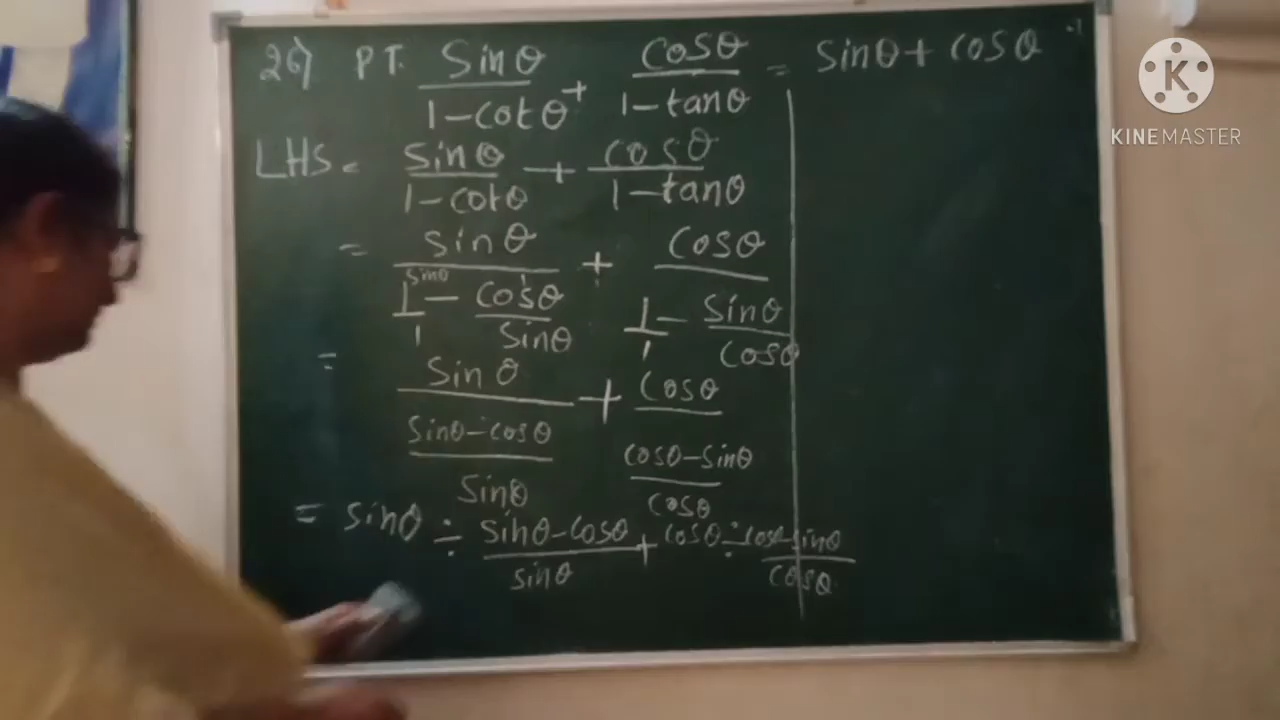 26) P T. Sinθ / 1-cotθ + cosθ / 1-tanθ = sinθ + cosθ
LHS = sinθ / 1-cotθ + cosθ / 1-tanθ
= sinθ / 1/1 - cosθ/sinθ + cosθ / 1/1 - sinθ/cosθ
sinθ
= sinθ / sinθ-cosθ / sinθ + cosθ / cosθ-sinθ / cosθ
= sinθ ÷ sinθ-cosθ / sinθ + cosθ ÷ cosθ-sinθ / cosθ
K
KINEMASTER